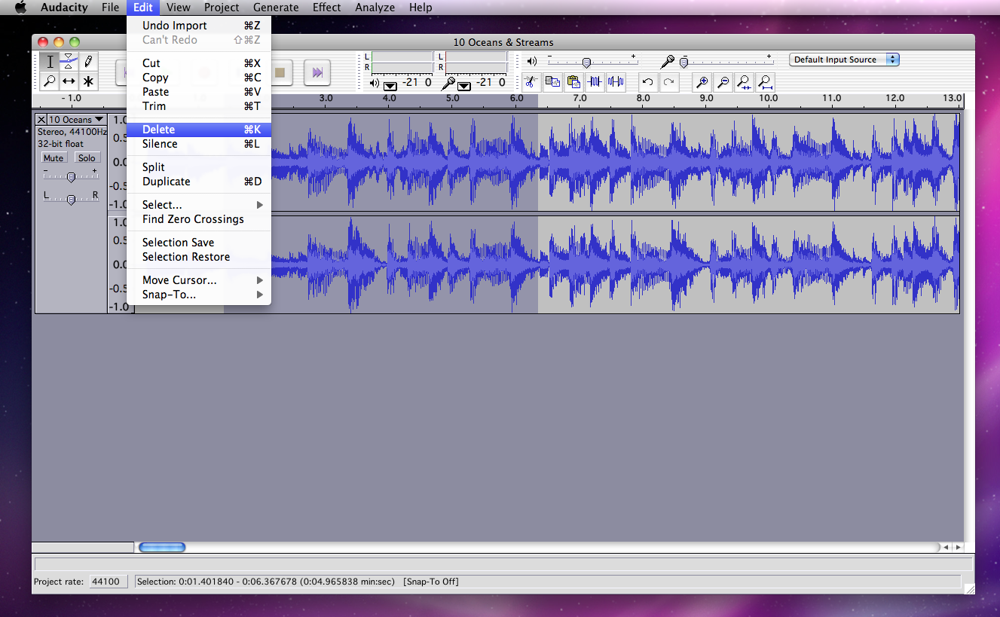 Audacity File Edit View Project Generate Effect Analyze Help
10 Oceans & Streams
Undo Import ⌘Z
Can't Redo ⇧⌘Z
Cut ⌘X
Copy ⌘C
Paste ⌘V
Trim ⌘T
Delete ⌘K
Silence ⌘L
Split
Duplicate ⌘D
Select...
Find Zero Crossings
Selection Save
Selection Restore
Move Cursor...
Snap-To...
L
R
-21 0
L
R
-21 0
- +
- +
Default Input Source
- 1.0 3.0 4.0 5.0 6.0 7.0 8.0 9.0 10.0 11.0 12.0 13.0
10 Oceans
Stereo, 44100Hz
32-bit float
Mute Solo
- +
L R
1.0
0.5
0.0
-0.5
-1.0
1.0
0.5
0.0
-0.5
-1.0
Project rate: 44100 Selection: 0:01.401840 - 0:06.367678 (0:04.965838 min:sec) [Snap-To Off]